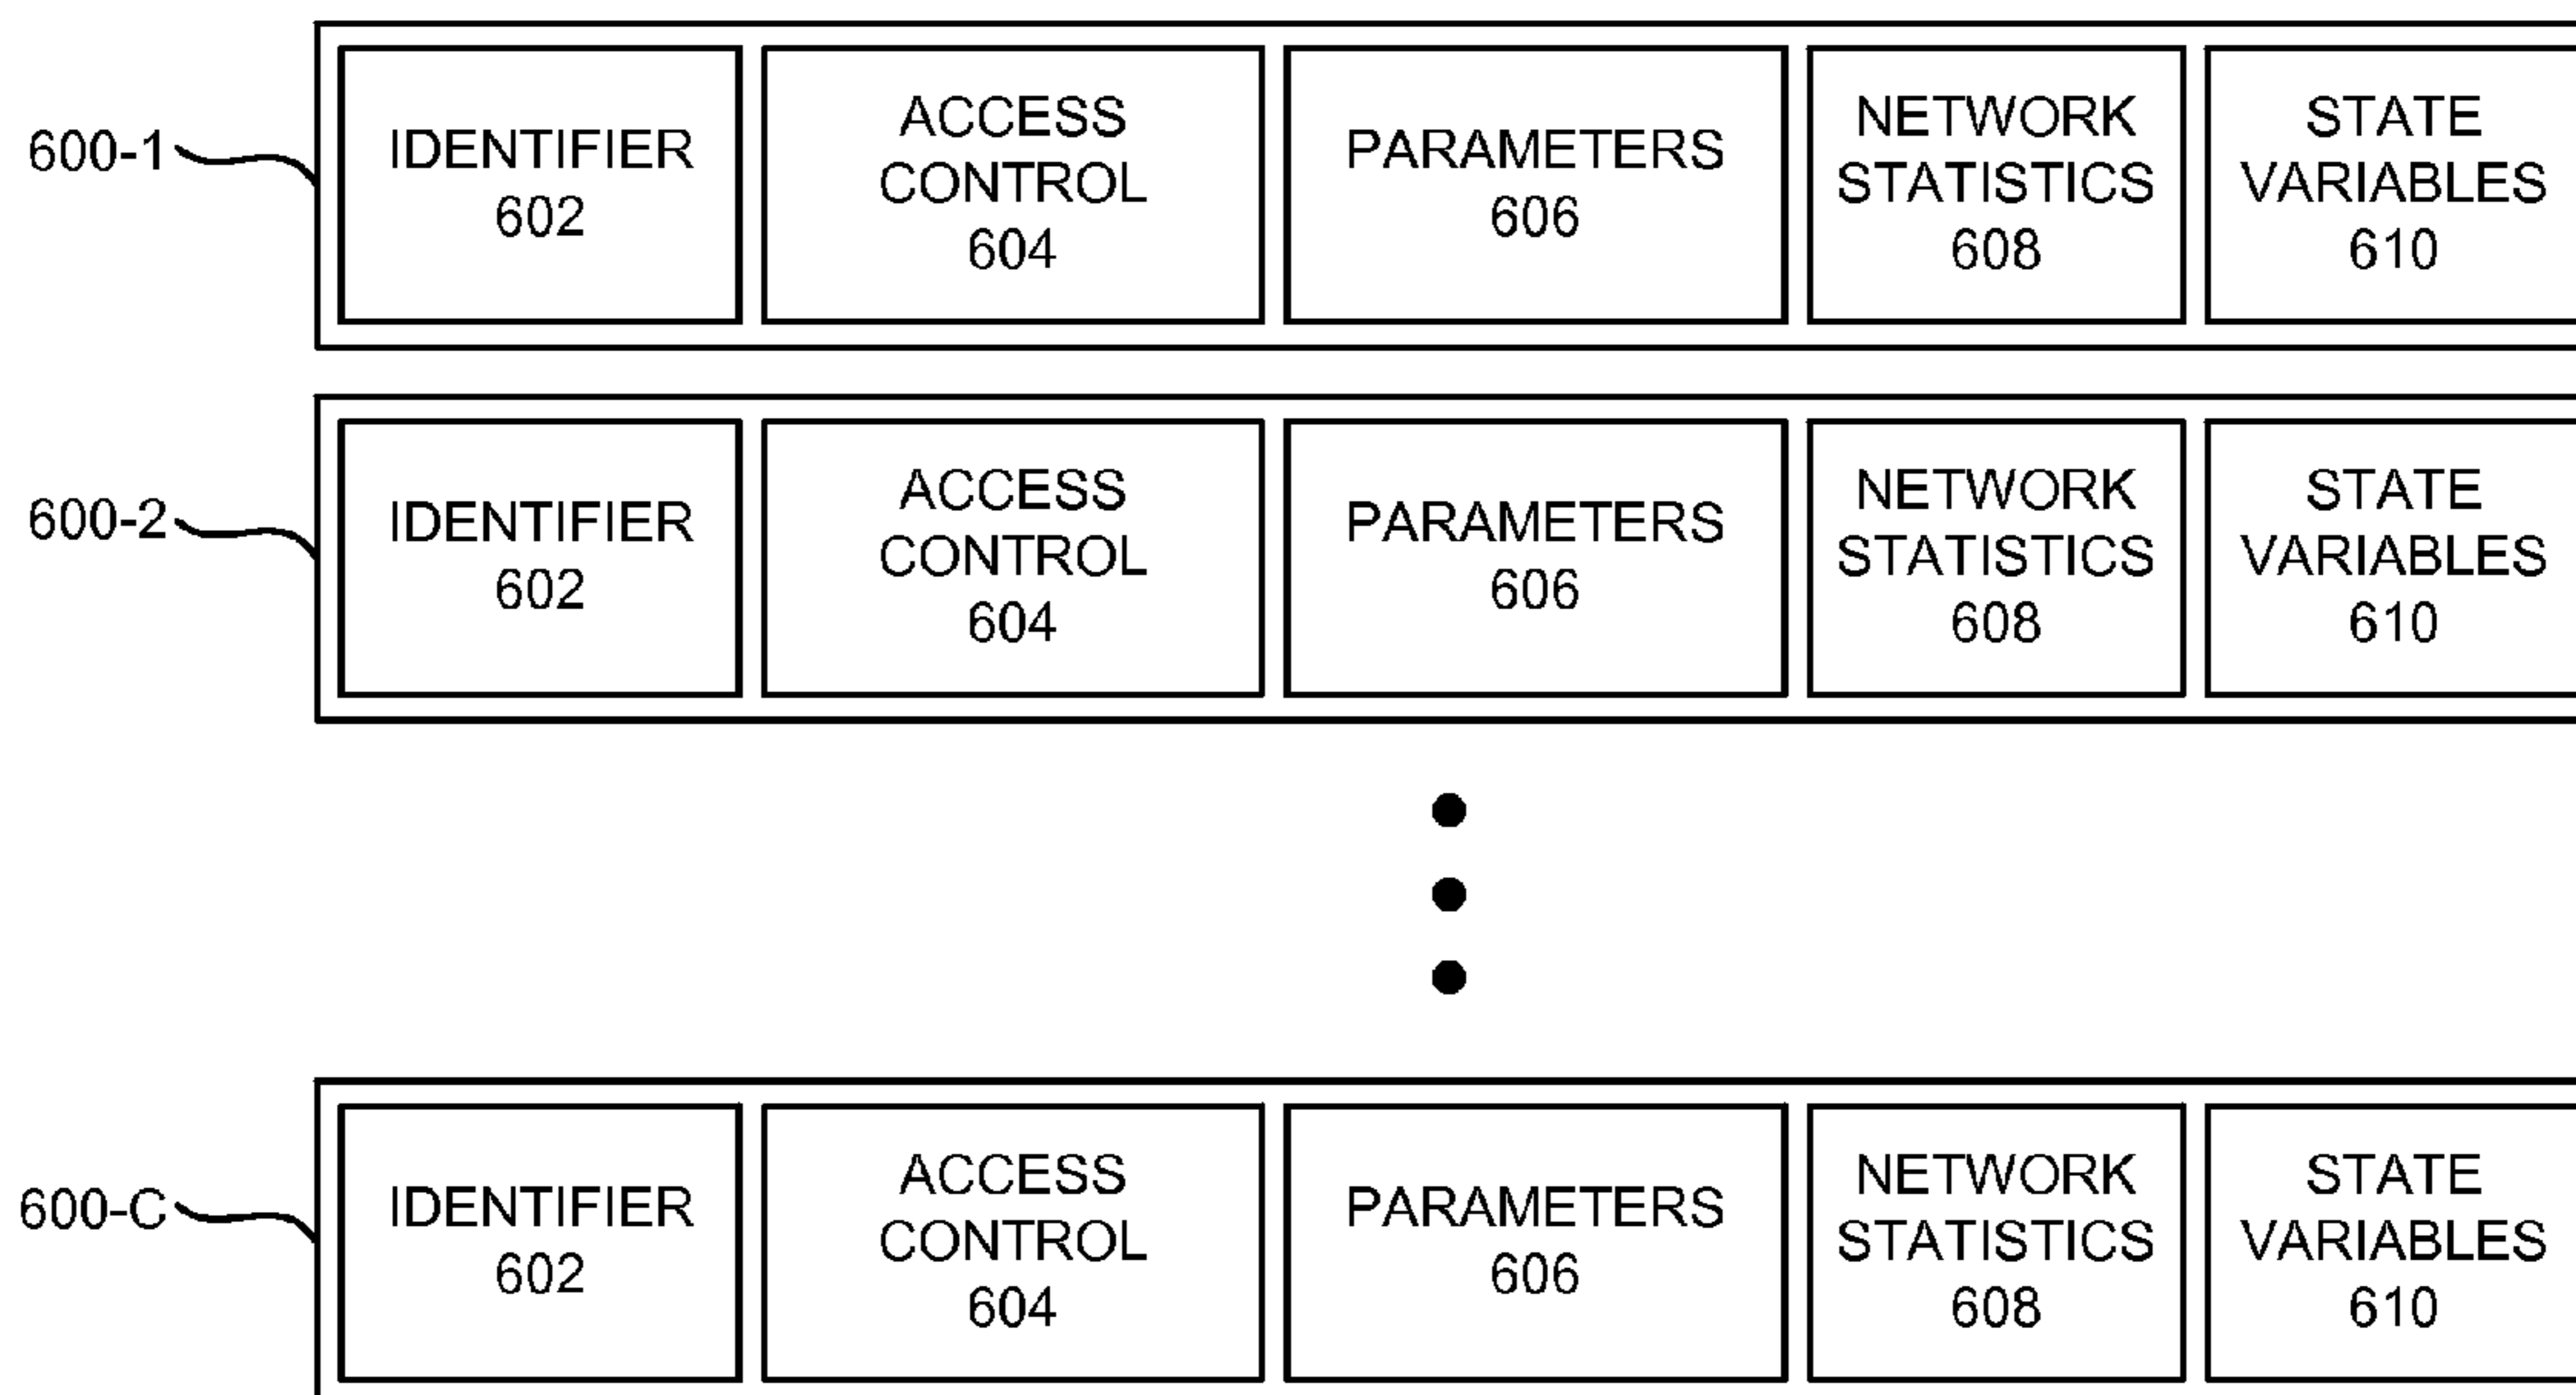 600-1
IDENTIFIER
602
ACCESS
CONTROL
604
PARAMETERS
606
NETWORK
STATISTICS
608
STATE
VARIABLES
610
600-2
IDENTIFIER
602
ACCESS
CONTROL
604
PARAMETERS
606
NETWORK
STATISTICS
608
STATE
VARIABLES
610
600-C
IDENTIFIER
602
ACCESS
CONTROL
604
PARAMETERS
606
NETWORK
STATISTICS
608
STATE
VARIABLES
610